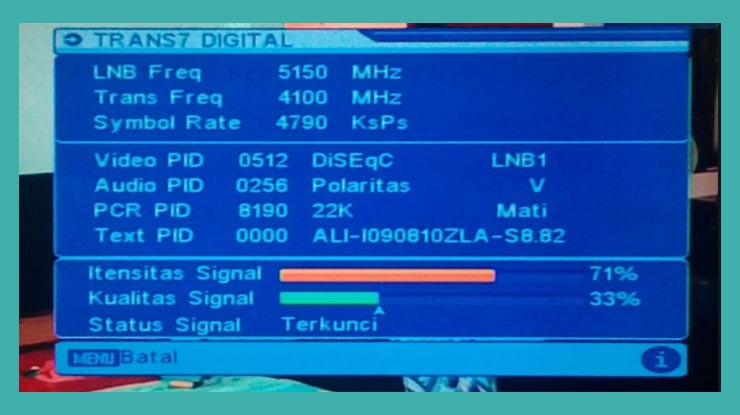 TRANS7 DIGITAL
LNB Freq 5150 MHz
Trans Freq 4100 MHz
Symbol Rate 4790 KsPs
Video PID 0512 DiSEqC LNB1
Audio PID 0256 Polaritas V
PCR PID 8190 22K Mati
Text PID 0000 ALI-I090810ZLA-S8.82
Itensitas Signal 71%
Kualitas Signal 33%
Status Signal Terkunci
MENU Batal i